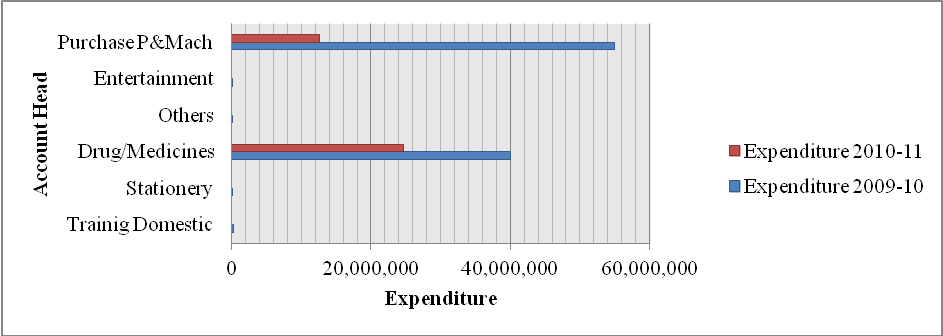 Account Head
Purchase P&Mach
Entertainment
Others
Drug/Medicines
Stationery
Trainig Domestic
0 20,000,000 40,000,000 60,000,000
Expenditure
Expenditure 2010-11
Expenditure 2009-10